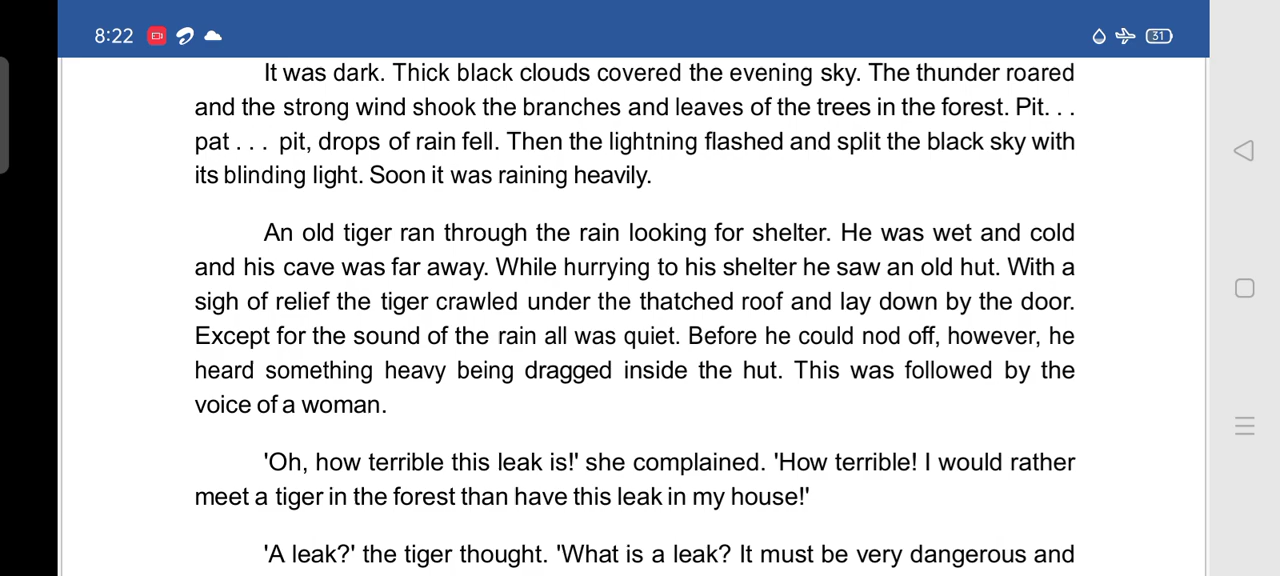 8:22
31
It was dark. Thick black clouds covered the evening sky. The thunder roared
and the strong wind shook the branches and leaves of the trees in the forest. Pit. . .
pat . . . pit, drops of rain fell. Then the lightning flashed and split the black sky with
its blinding light. Soon it was raining heavily.
An old tiger ran through the rain looking for shelter. He was wet and cold
and his cave was far away. While hurrying to his shelter he saw an old hut. With a
sigh of relief the tiger crawled under the thatched roof and lay down by the door.
Except for the sound of the rain all was quiet. Before he could nod off, however, he
heard something heavy being dragged inside the hut. This was followed by the
voice of a woman.
'Oh, how terrible this leak is!' she complained. 'How terrible! I would rather
meet a tiger in the forest than have this leak in my house!'
'A leak?' the tiger thought. 'What is a leak? It must be very dangerous and